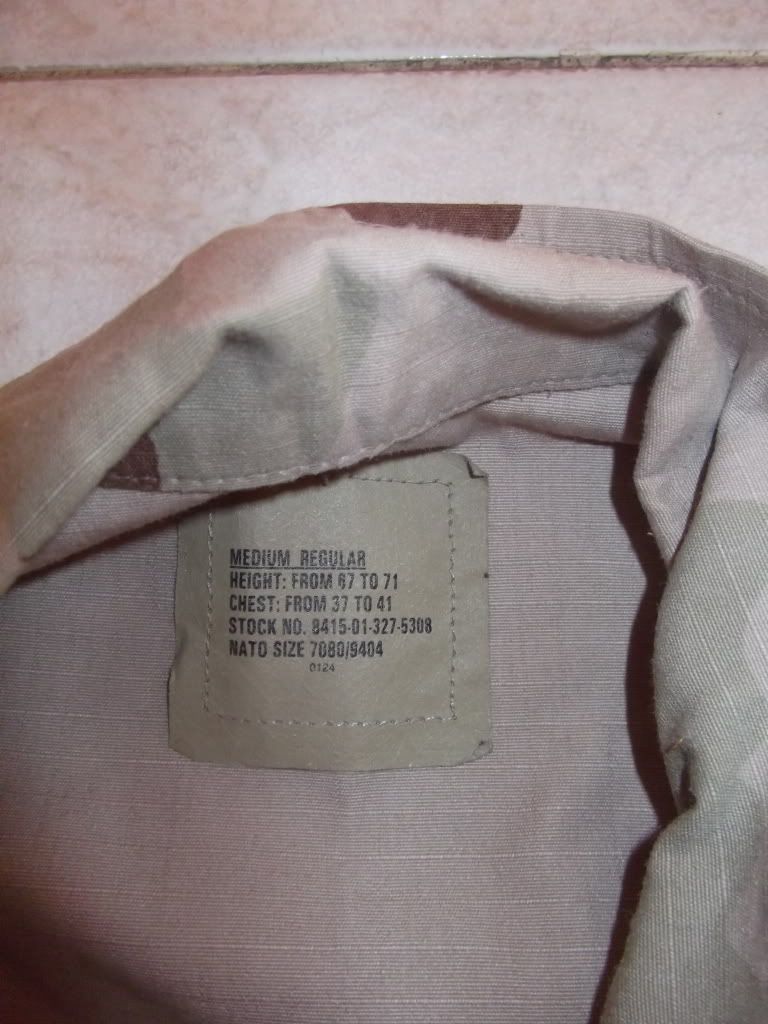 MEDIUM REGULAR
HEIGHT: FROM 67 TO 71
CHEST: FROM 37 TO 41
STOCK NO. 8415-01-327-5308
NATO SIZE 7080/9404
0124